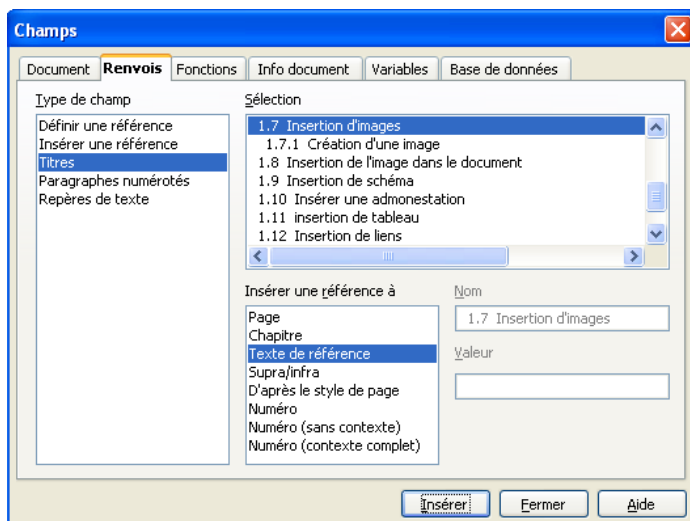 Champs
Document Renvois Fonctions Info document Variables Base de données
Type de champ
Définir une référence
Insérer une référence
Titres
Paragraphes numérotés
Repères de texte
Sélection
1.7 Insertion d'images
1.7.1 Création d'une image
1.8 Insertion de l'image dans le document
1.9 Insertion de schéma
1.10 Insérer une admonestation
1.11 insertion de tableau
1.12 Insertion de liens
Insérer une référence à
Page
Chapitre
Texte de référence
Supra/infra
D'après le style de page
Numéro
Numéro (sans contexte)
Numéro (contexte complet)
Nom
1.7 Insertion d'images
Valeur
Insérer Fermer Aide